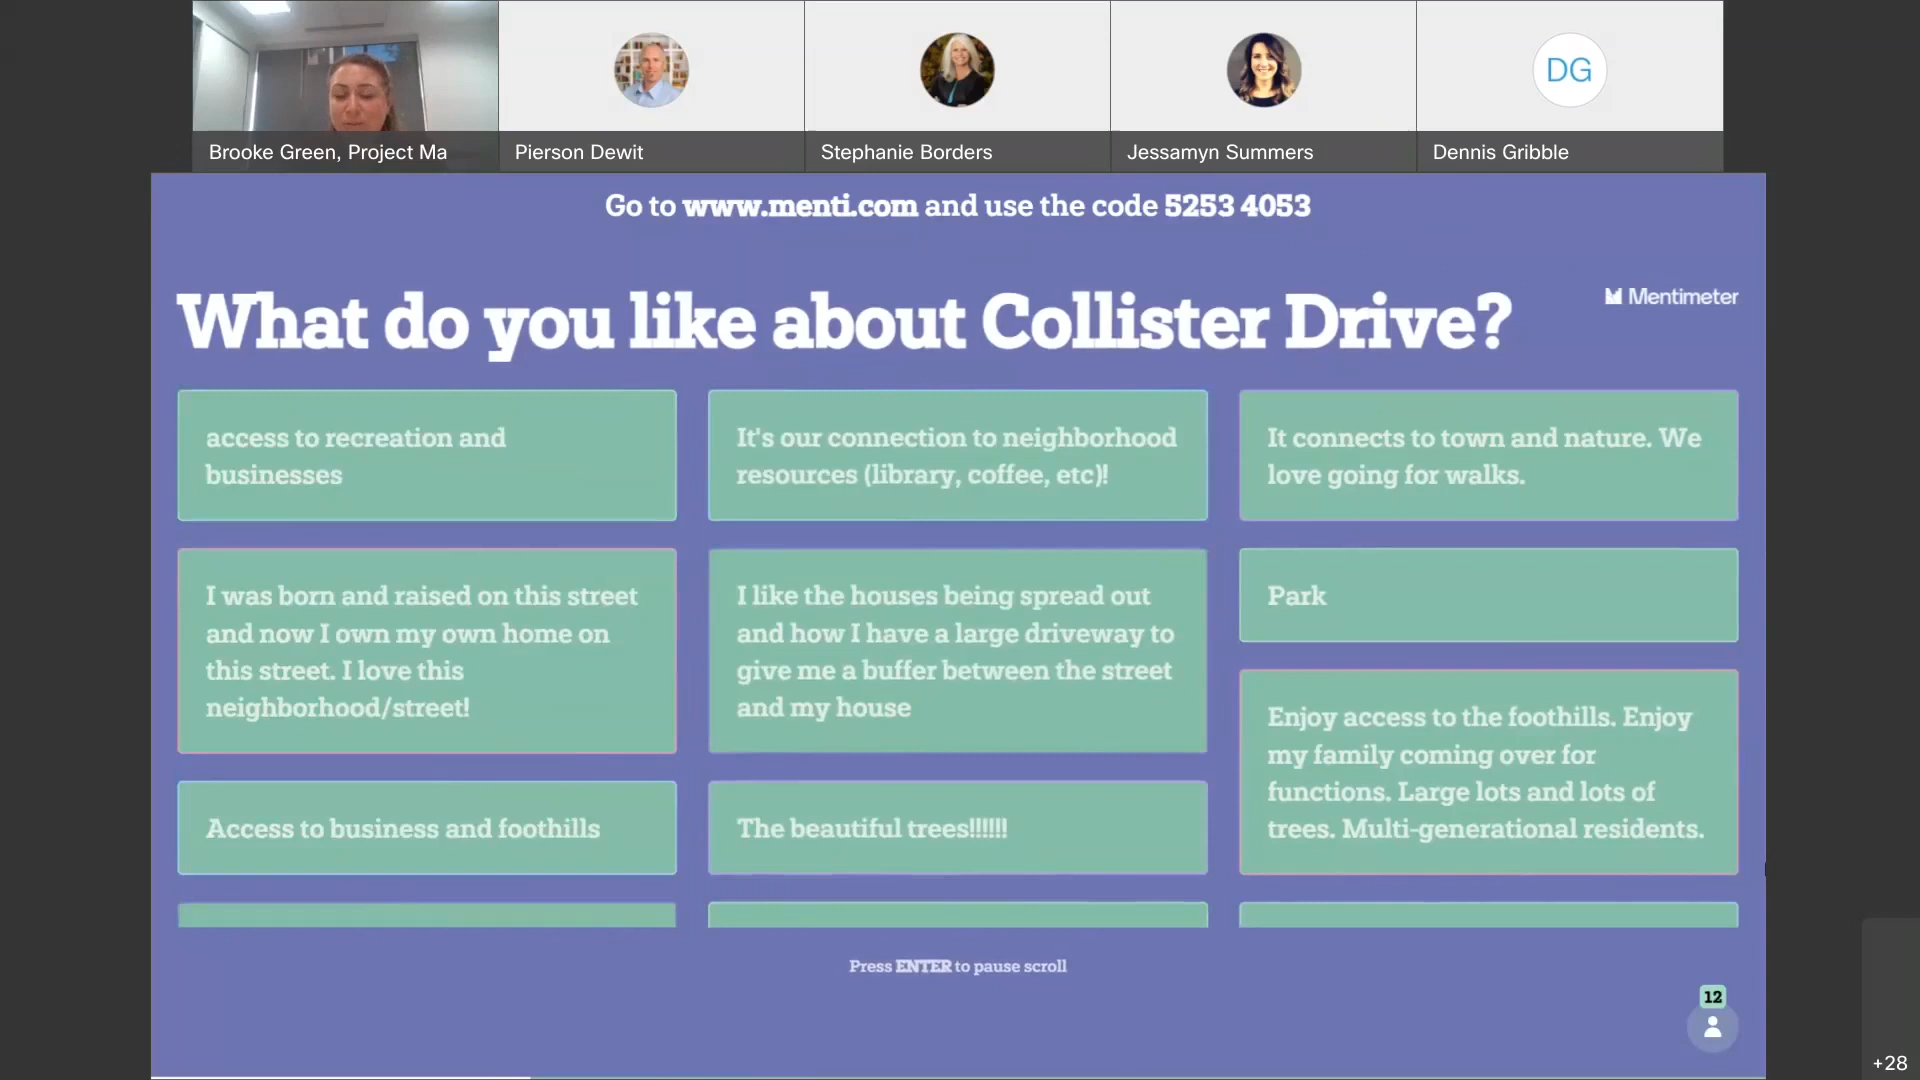 Brooke Green, Project Ma
Pierson Dewit
Stephanie Borders
Jessamyn Summers
DG
Dennis Gribble
Go to www.menti.com and use the code 5253 4053
What do you like about Collister Drive?
Mentimeter
access to recreation and
businesses
It's our connection to neighborhood
resources (library, coffee, etc)!
It connects to town and nature. We
love going for walks.
I was born and raised on this street
and now I own my own home on
this street. I love this
neighborhood/street!
I like the houses being spread out
and how I have a large driveway to
give me a buffer between the street
and my house
Park
Enjoy access to the foothills. Enjoy
my family coming over for
functions. Large lots and lots of
trees. Multi-generational residents.
Access to business and foothills
The beautiful trees!!!!!!
Press ENTER to pause scroll
12
+28